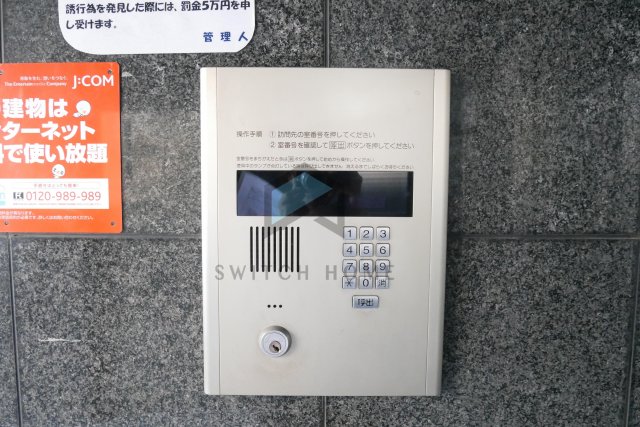 誘行為を発見した際には、罰金5万円を申
し受けます。
管理人
J:COM
建物は
ターネット
で使い放題
0120-989-989
操作手順 ① 訪問先の室番号を押してください
② 室番号を確認して 呼出 ボタンを押してください
SWITCH HOME
1 2 3
4 5 6
7 8 9
* 0 消
呼出